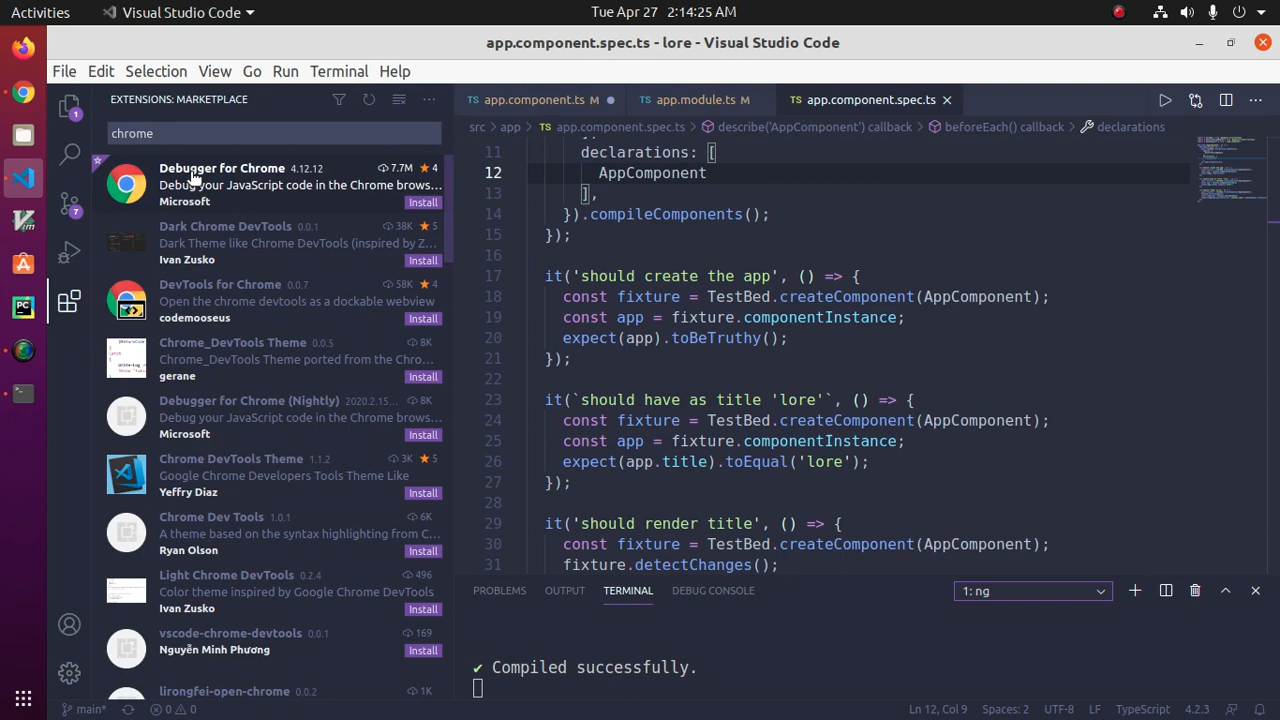 Activities
Visual Studio Code
Tue Apr 27 2:14:25 AM
app.component.spec.ts - lore - Visual Studio Code
File Edit Selection View Go Run Terminal Help
EXTENSIONS: MARKETPLACE
chrome
Debugger for Chrome 4.12.12 7.7M 4
Debug your JavaScript code in the Chrome brows...
Microsoft Install
Dark Chrome DevTools 0.0.1 38K 5
Dark Theme like Chrome DevTools (inspired by Z...
Ivan Zusko Install
DevTools for Chrome 0.0.7 58K 4
Open the chrome devtools as a dockable webview
codemooseus Install
Chrome_DevTools Theme 0.0.5 8K
Chrome_DevTools Theme ported from the Chro...
gerane Install
Debugger for Chrome (Nightly) 2020.2.15... 8K
Debug your JavaScript code in the Chrome brows...
Microsoft Install
Chrome DevTools Theme 1.1.2 3K 5
Google Chrome Developers Tools Theme Like
Yeffry Diaz Install
Chrome Dev Tools 1.0.1 6K
A theme based on the syntax highlighting from C...
Ryan Olson Install
Light Chrome DevTools 0.2.4 496
Color theme inspired by Google Chrome DevTools
Ivan Zusko Install
vscode-chrome-devtools 0.0.1 169
Nguyễn Minh Phương Install
lirongfei-open-chrome 0.0.2 1K
TS app.component.ts M
TS app.module.ts M
TS app.component.spec.ts
src > app > TS app.component.spec.ts > describe('AppComponent') callback > beforeEach() callback > declarations
11 declarations: [
12 AppComponent
13 ],
14 }).compileComponents();
15 });
16
17 it('should create the app', () => {
18 const fixture = TestBed.createComponent(AppComponent);
19 const app = fixture.componentInstance;
20 expect(app).toBeTruthy();
21 });
22
23 it(`should have as title 'lore'`, () => {
24 const fixture = TestBed.createComponent(AppComponent);
25 const app = fixture.componentInstance;
26 expect(app.title).toEqual('lore');
27 });
28
29 it('should render title', () => {
30 const fixture = TestBed.createComponent(AppComponent);
31 fixture.detectChanges();
PROBLEMS OUTPUT TERMINAL DEBUG CONSOLE 1: ng
✔ Compiled successfully.
1
7
main* 0 0 Ln 12, Col 9 Spaces: 2 UTF-8 LF TypeScript 4.2.3